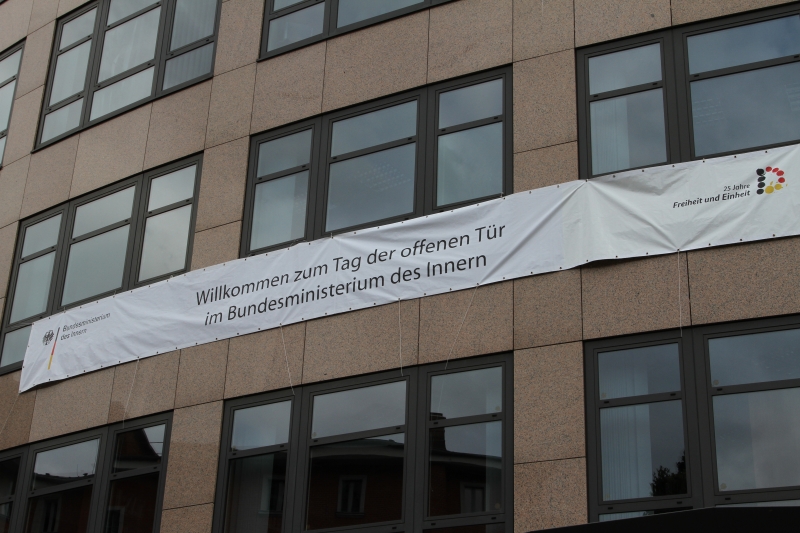 Willkommen zum Tag der offenen Tür
im Bundesministerium des Innern
Bundesministerium
des Innern
25 Jahre
Freiheit und Einheit